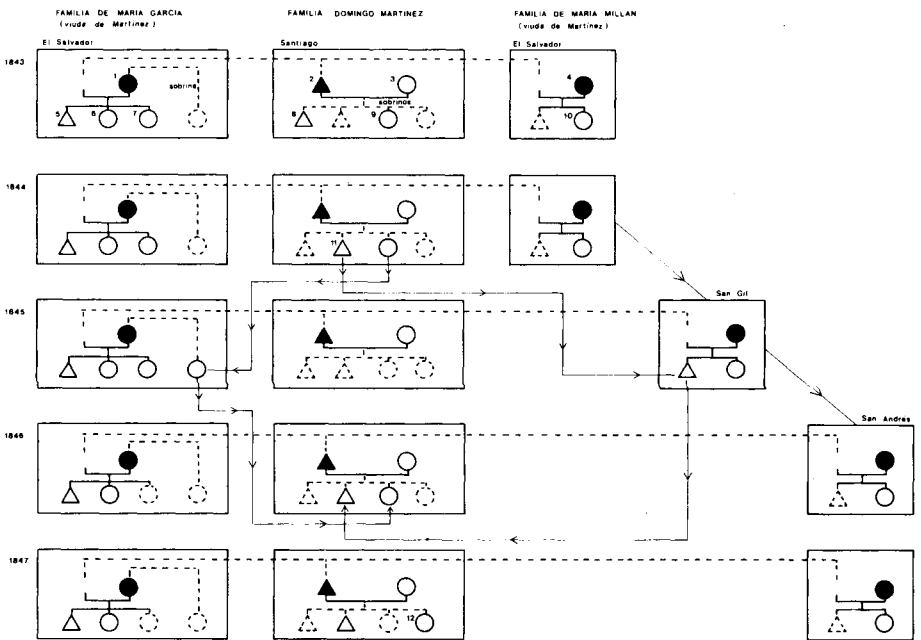 FAMILIA DE MARIA GARCIA
(viuda de Martinez)
FAMILIA DOMINGO MARTINEZ
FAMILIA DE MARIA MILLAN
(viuda de Martinez)
El Salvador
Santiago
El Salvador
1843
1
2
3
4
sobrina
sobrinos
5
6
7
8
9
10
1844
11
1845
San Gil
1846
San Andrés
1847
12